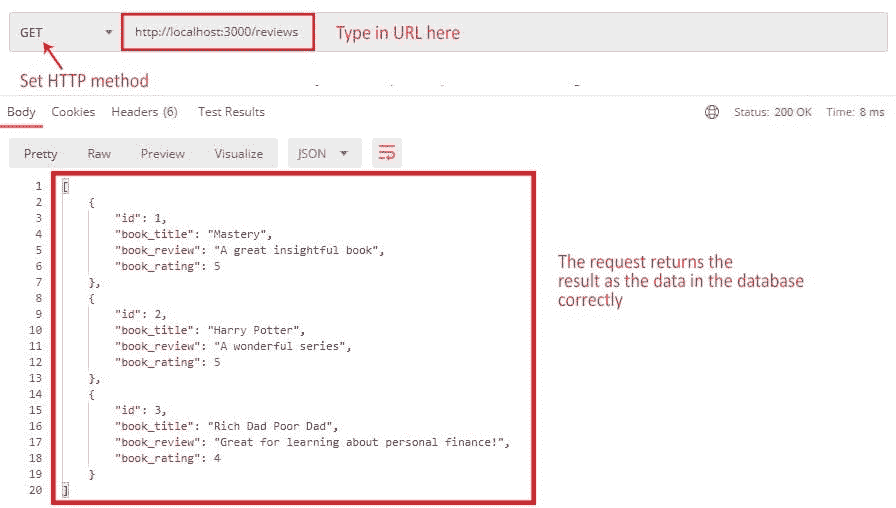 GET http://localhost:3000/reviews Type in URL here
Set HTTP method
Body Cookies Headers (6) Test Results Status: 200 OK Time: 8 ms
Pretty Raw Preview Visualize JSON
1 [
2 {
3 "id": 1,
4 "book_title": "Mastery",
5 "book_review": "A great insightful book",
6 "book_rating": 5
7 },
8 {
9 "id": 2,
10 "book_title": "Harry Potter",
11 "book_review": "A wonderful series",
12 "book_rating": 5
13 },
14 {
15 "id": 3,
16 "book_title": "Rich Dad Poor Dad",
17 "book_review": "Great for learning about personal finance!",
18 "book_rating": 4
19 }
20 ]
The request returns the
result as the data in the database
correctly